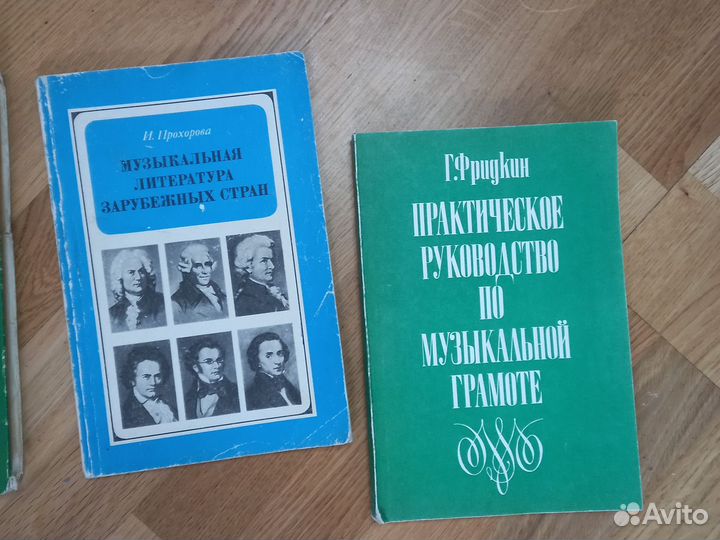 И. Прохорова
МУЗЫКАЛЬНАЯ
ЛИТЕРАТУРА
ЗАРУБЕЖНЫХ СТРАН
Г. Фридкин
ПРАКТИЧЕСКОЕ
РУКОВОДСТВО
ПО
МУЗЫКАЛЬНОЙ
ГРАМОТЕ
Avito